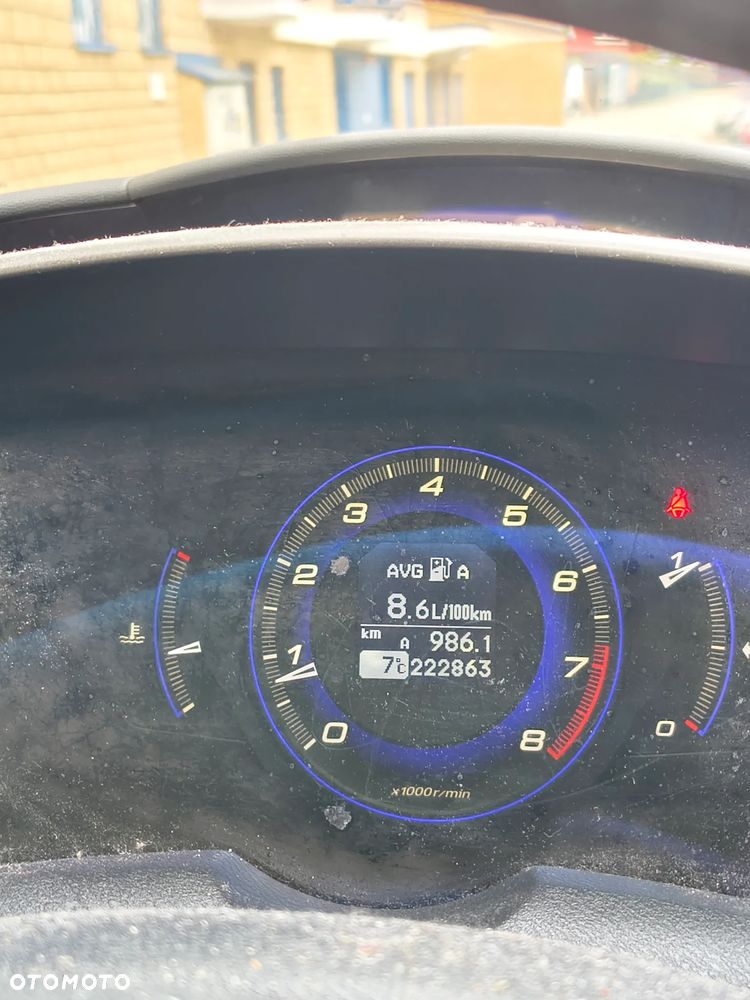 4
3 5
2 6
1 7
0 8
AVG A
8.6L/100km
km A 986.1
7°C 222863
x1000r/min
1
0
OTOMOTO